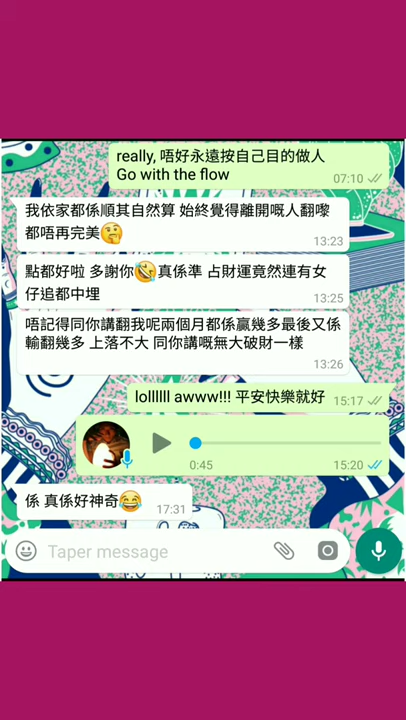 really, 唔好永遠按自己目的做人
Go with the flow
07:10
我依家都係順其自然算 始終覺得離開嘅人翻嚟
都唔再完美🤔
13:23
點都好啦 多謝你🤣真係準 占財運竟然連有女
仔追都中埋
13:25
唔記得同你講翻我呢兩個月都係贏幾多最後又係
輸翻幾多 上落不大 同你講嘅無大破財一樣
13:26
lollllll awww!!! 平安快樂就好
15:17
0:45
15:20
係 真係好神奇😂
17:31
Taper message